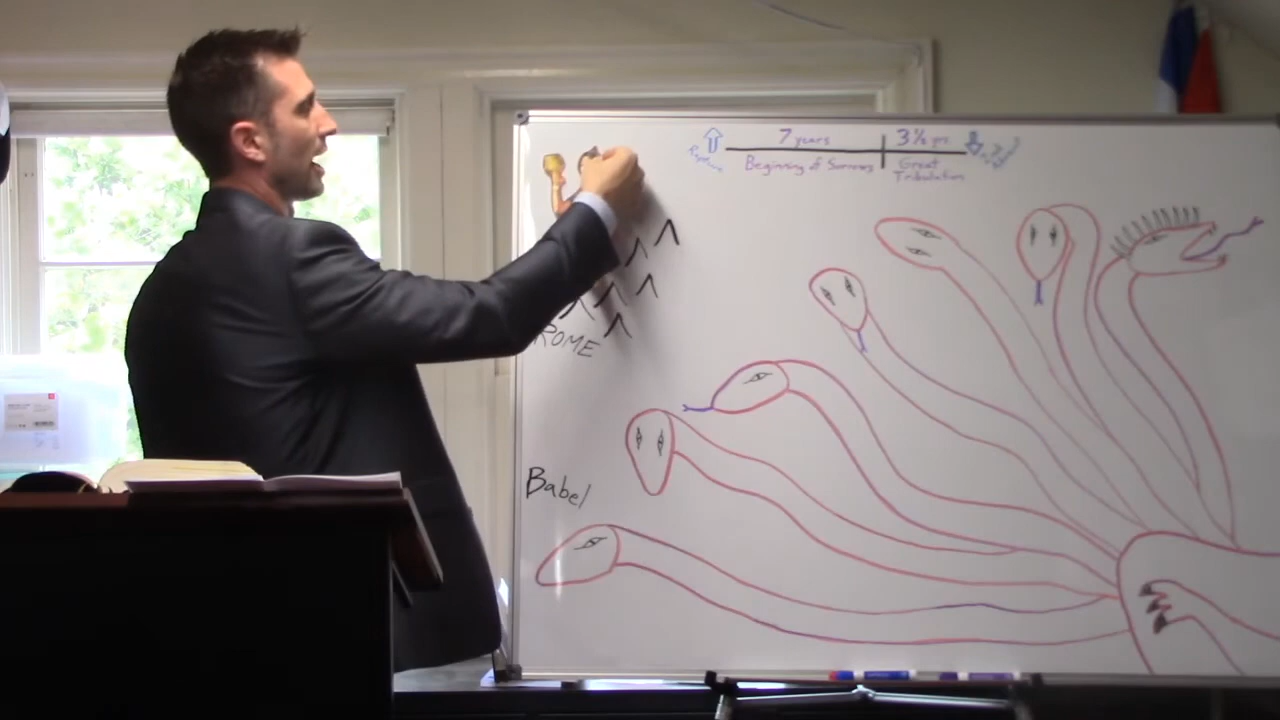 7 years
3½ yrs.
Beginning of Sorrows
Great
Tribulation
ROME
Babel